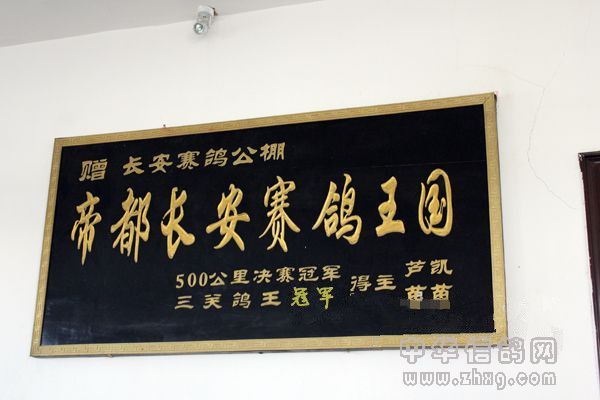 赠 长安赛鸽公棚
帝都长安赛鸽王国
500公里决赛冠军 得主 芦凯
三关鸽王冠军 苗苗
中华信鸽网
www.zhxg.com